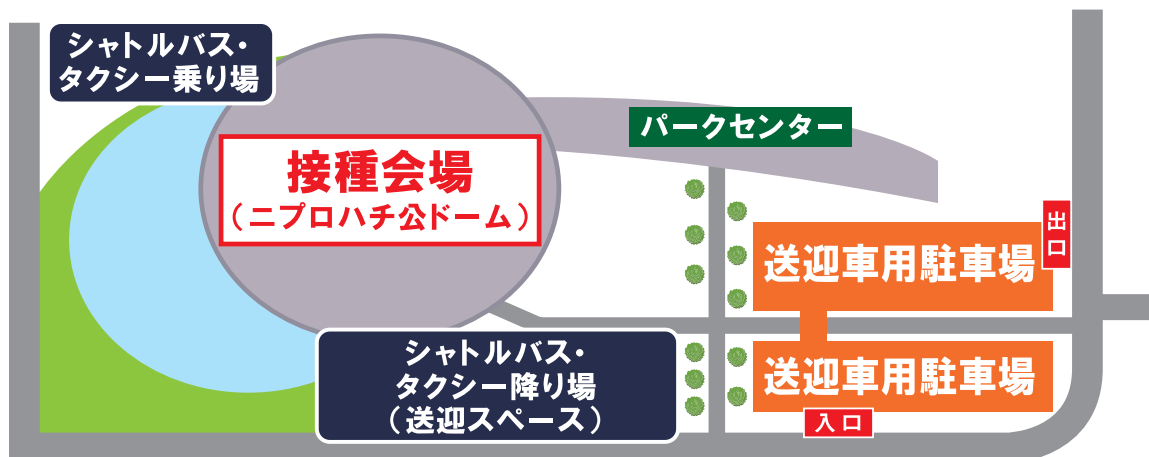 シャトルバス・
タクシー乗り場
パークセンター
接種会場
(ニプロハチ公ドーム)
出口
送迎車用駐車場
シャトルバス・
タクシー降り場
(送迎スペース)
送迎車用駐車場
入口